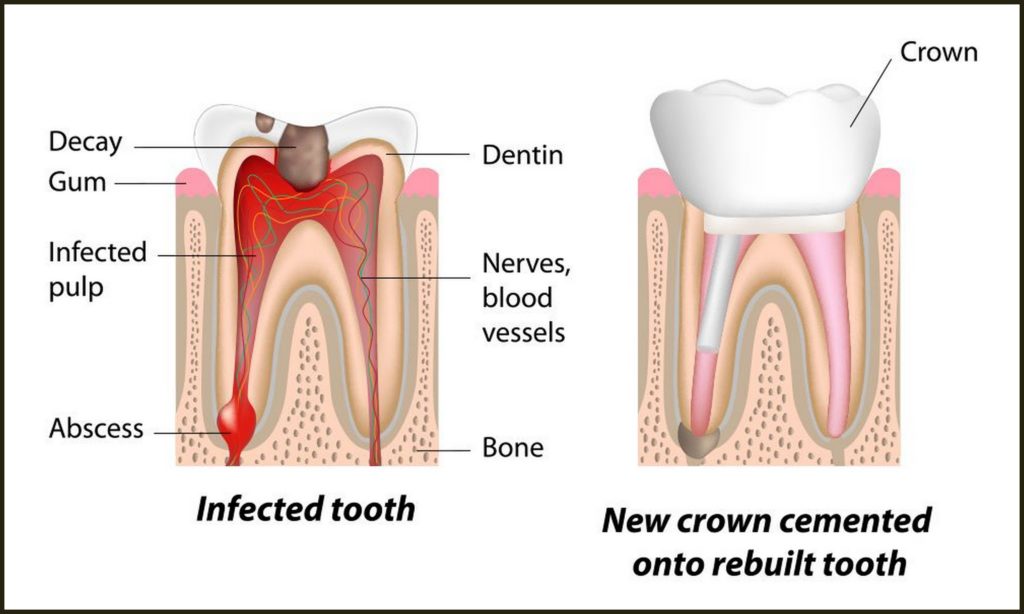 Decay
Gum
Infected
pulp
Abscess
Dentin
Nerves,
blood
vessels
Bone
Infected tooth
Crown
New crown cemented
onto rebuilt tooth